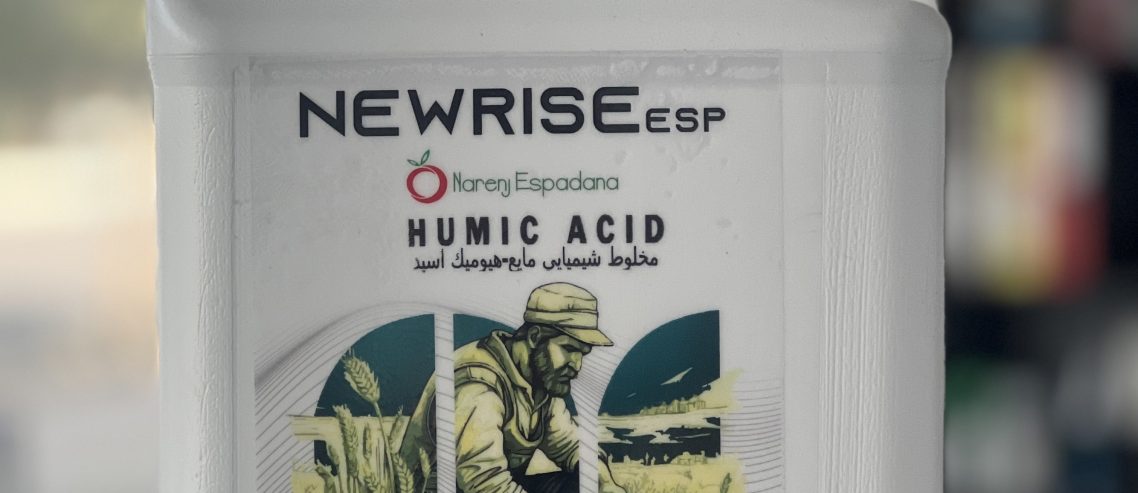 NEWRISE ESP
Narenj Espadana
HUMIC ACID
مخلوط شیمیایی مایع-هیومیک اسید